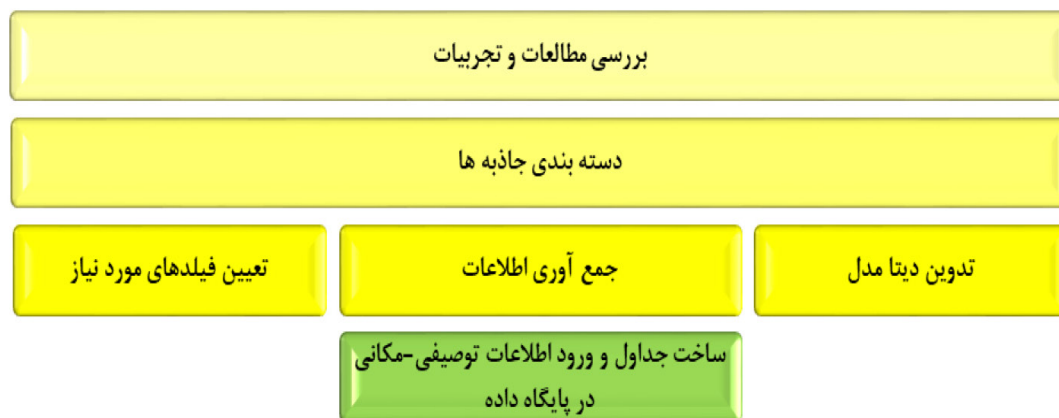 بررسی مطالعات و تجربیات
دسته بندی جاذبه ها
تدوین دیتا مدل
جمع آوری اطلاعات
تعیین فیلدهای مورد نیاز
ساخت جداول و ورود اطلاعات توصیفی-مکانی
در پایگاه داده